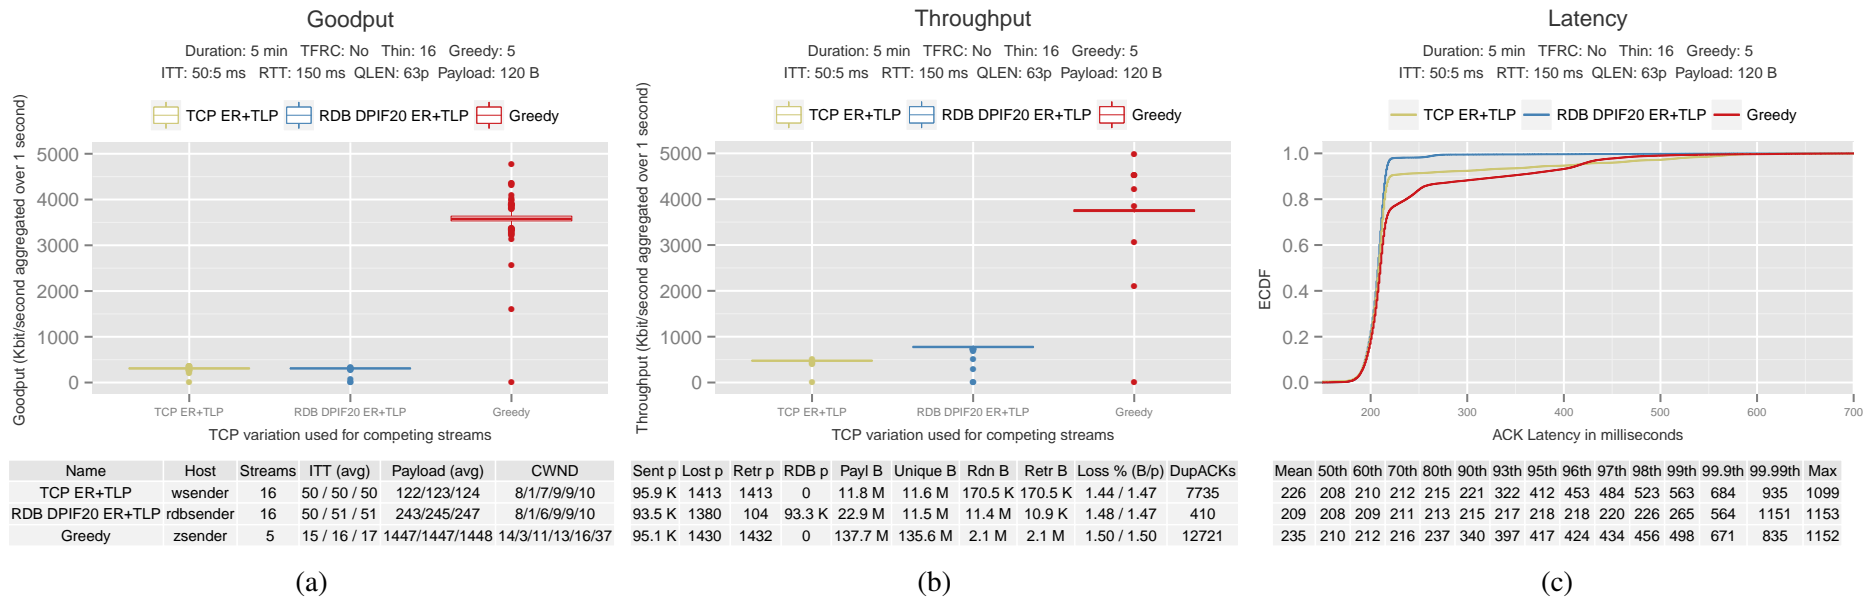 Goodput
Duration: 5 min TFRC: No Thin: 16 Greedy: 5
ITT: 50:5 ms RTT: 150 ms QLEN: 63p Payload: 120 B
TCP ER+TLP RDB DPIF20 ER+TLP Greedy
Goodput (Kbit/second aggregated over 1 second)
5000
4000
3000
2000
1000
0
TCP ER+TLP RDB DPIF20 ER+TLP Greedy
TCP variation used for competing streams
Name Host Streams ITT (avg) Payload (avg) CWND
TCP ER+TLP wsender 16 50 / 50 / 50 122/123/124 8/1/7/9/9/10
RDB DPIF20 ER+TLP rdbsender 16 50 / 51 / 51 243/245/247 8/1/6/9/9/10
Greedy zsender 5 15 / 16 / 17 1447/1447/1448 14/3/11/13/16/37
(a)
Throughput
Duration: 5 min TFRC: No Thin: 16 Greedy: 5
ITT: 50:5 ms RTT: 150 ms QLEN: 63p Payload: 120 B
TCP ER+TLP RDB DPIF20 ER+TLP Greedy
Throughput (Kbit/second aggregated over 1 second)
5000
4000
3000
2000
1000
0
TCP ER+TLP RDB DPIF20 ER+TLP Greedy
TCP variation used for competing streams
Sent p Lost p Retr p RDB p Payl B Unique B Rdn B Retr B Loss % (B/p) DupACKs
95.9 K 1413 1413 0 11.8 M 11.6 M 170.5 K 170.5 K 1.44 / 1.47 7735
93.5 K 1380 104 93.3 K 22.9 M 11.5 M 11.4 M 10.9 K 1.48 / 1.47 410
95.1 K 1430 1432 0 137.7 M 135.6 M 2.1 M 2.1 M 1.50 / 1.50 12721
(b)
Latency
Duration: 5 min TFRC: No Thin: 16 Greedy: 5
ITT: 50:5 ms RTT: 150 ms QLEN: 63p Payload: 120 B
TCP ER+TLP RDB DPIF20 ER+TLP Greedy
ECDF
1.0
0.8
0.6
0.4
0.2
0.0
200 300 400 500 600 700
ACK Latency in milliseconds
Mean 50th 60th 70th 80th 90th 93th 95th 96th 97th 98th 99th 99.9th 99.99th Max
226 208 210 212 215 221 322 412 453 484 523 563 684 935 1099
209 208 209 211 213 215 217 218 218 220 226 265 564 1151 1153
235 210 212 216 237 340 397 417 424 434 456 498 671 835 1152
(c)